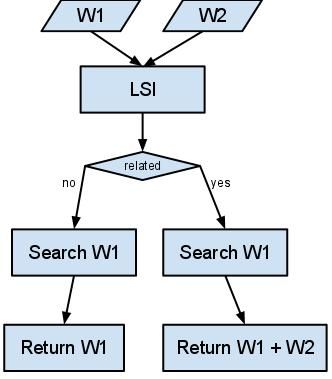 W1
W2
LSI
related
no
yes
Search W1
Search W1
Return W1
Return W1 + W2